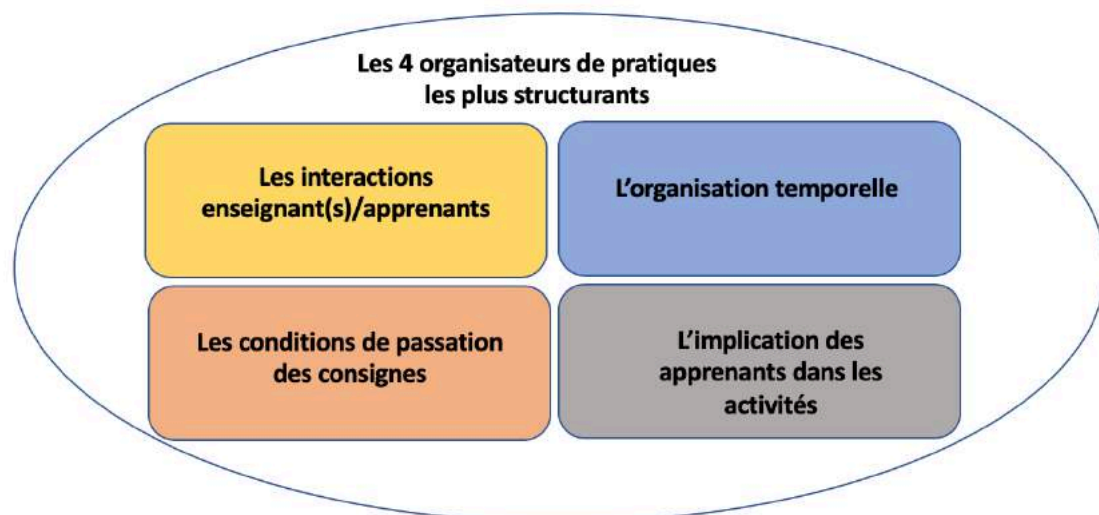 Les 4 organisateurs de pratiques
les plus structurants
Les interactions
enseignant(s)/apprenants
L’organisation temporelle
Les conditions de passation
des consignes
L’implication des
apprenants dans les
activités